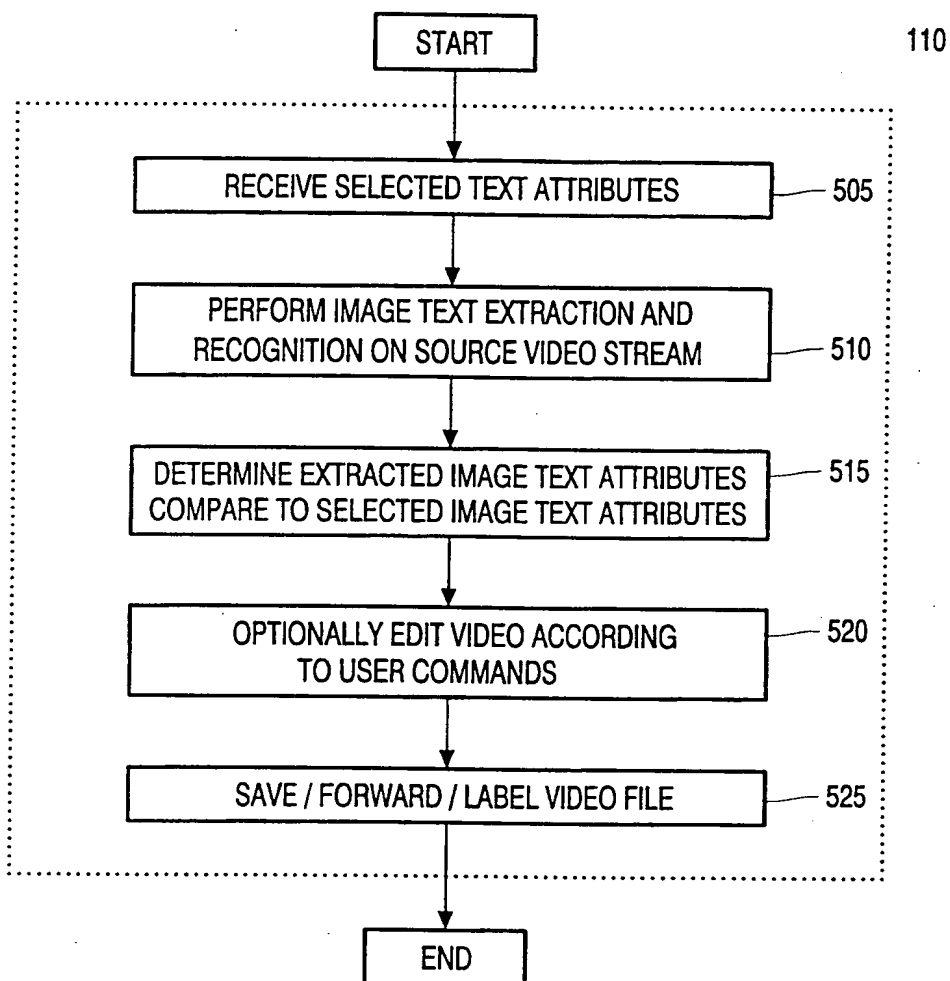 START
110
RECEIVE SELECTED TEXT ATTRIBUTES
505
PERFORM IMAGE TEXT EXTRACTION AND
RECOGNITION ON SOURCE VIDEO STREAM
510
DETERMINE EXTRACTED IMAGE TEXT ATTRIBUTES
COMPARE TO SELECTED IMAGE TEXT ATTRIBUTES
515
OPTIONALLY EDIT VIDEO ACCORDING
TO USER COMMANDS
520
SAVE / FORWARD / LABEL VIDEO FILE
525
END